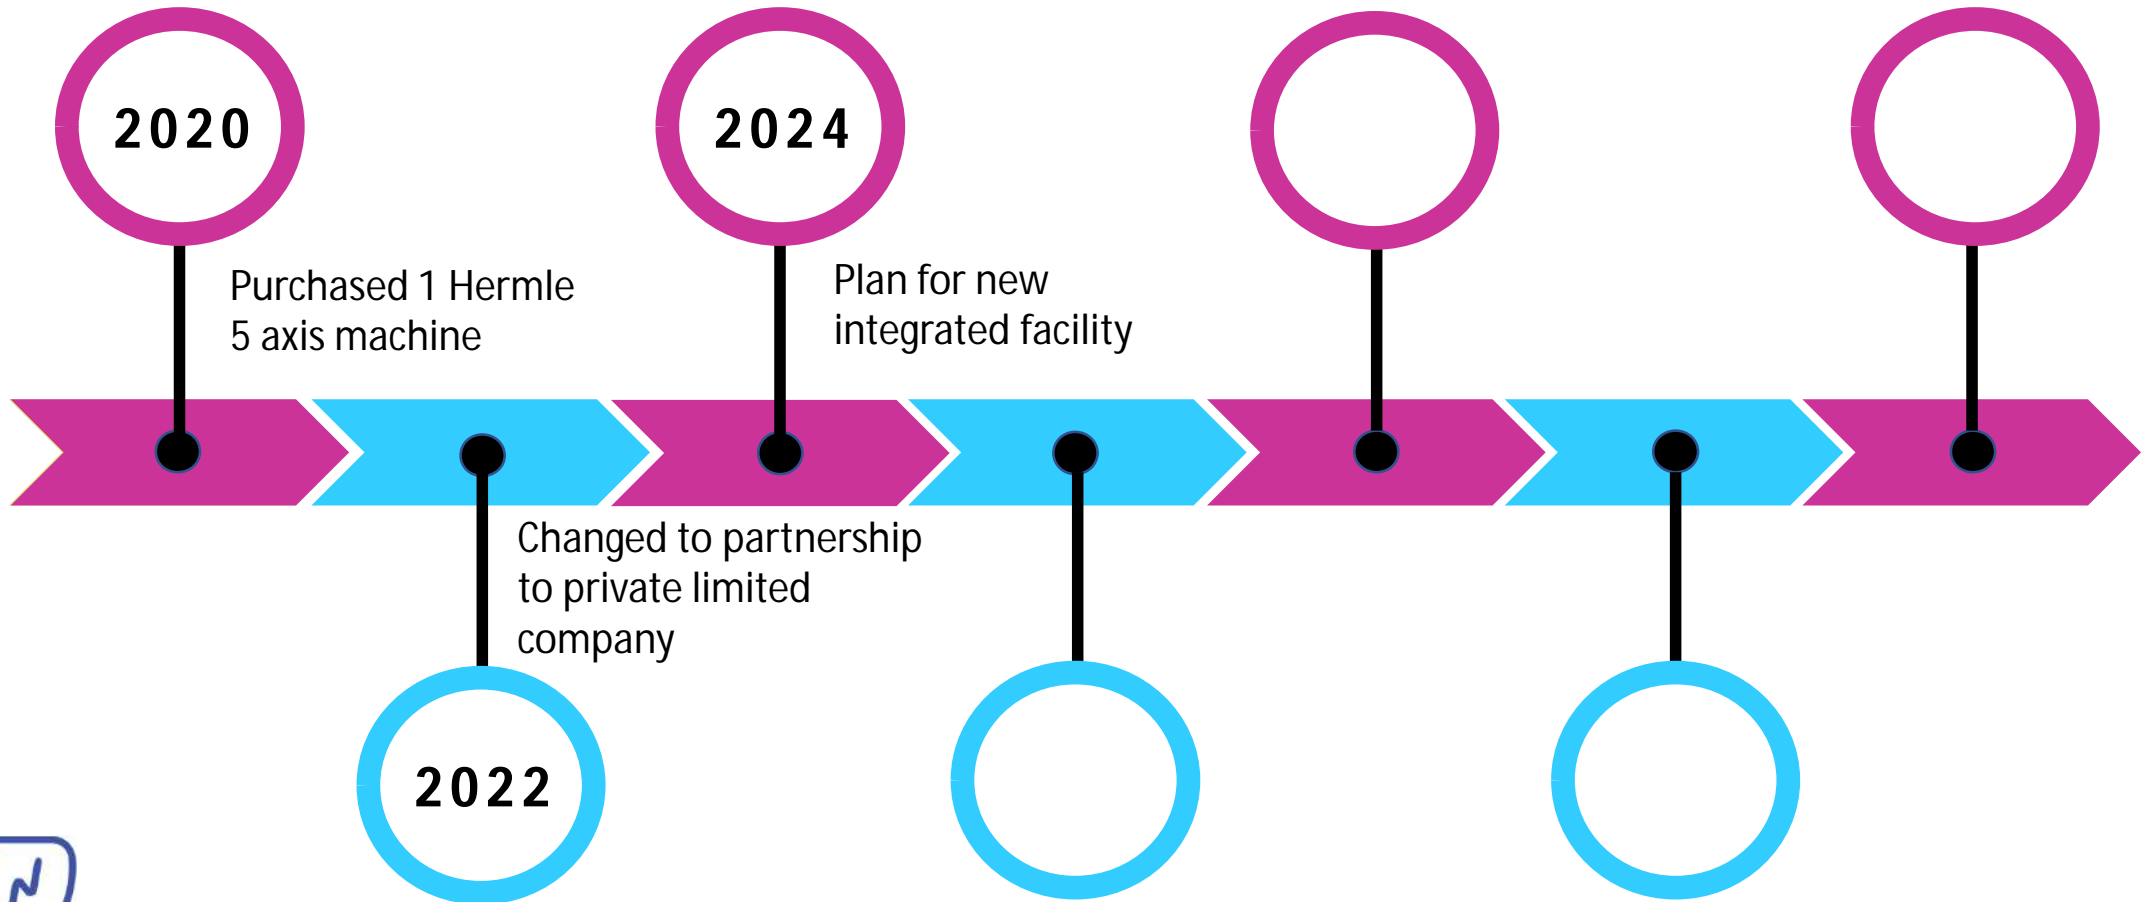 2020
Purchased 1 Hermle
5 axis machine
2024
Plan for new
integrated facility
Changed to partnership
to private limited
company
2022